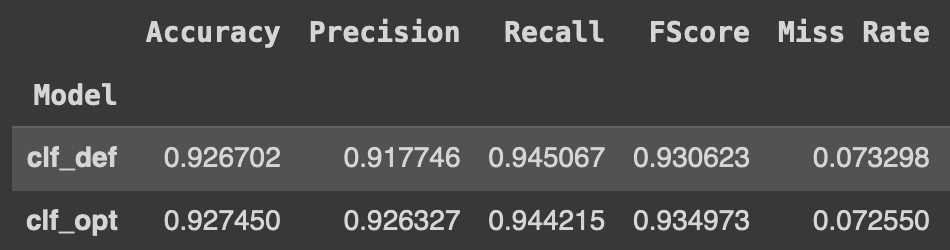 Accuracy Precision Recall FScore Miss Rate
Model
clf_def 0.926702 0.917746 0.945067 0.930623 0.073298
clf_opt 0.927450 0.926327 0.944215 0.934973 0.072550